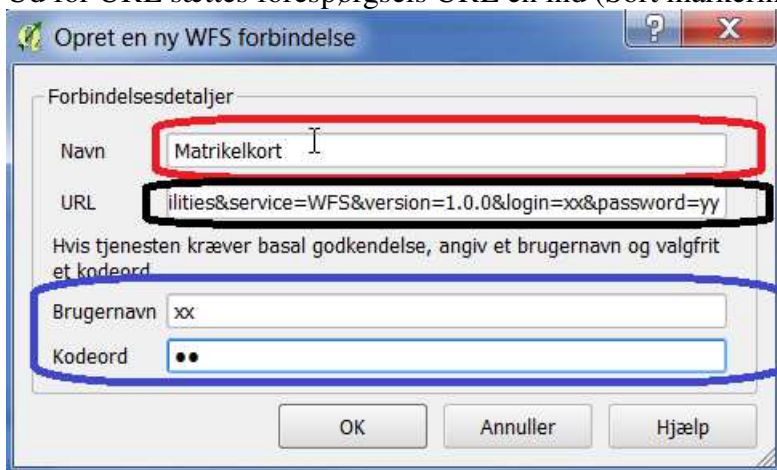 Opret en ny WFS forbindelse
Forbindelsesdetaljer
Navn Matrikelkort
URL ilities&service=WFS&version=1.0.0&login=xx&password=yy
Hvis tjenesten kræver basal godkendelse, angiv et brugernavn og valgfrit
et kodeord
Brugernavn xx
Kodeord ●●
OK Annuller Hjælp